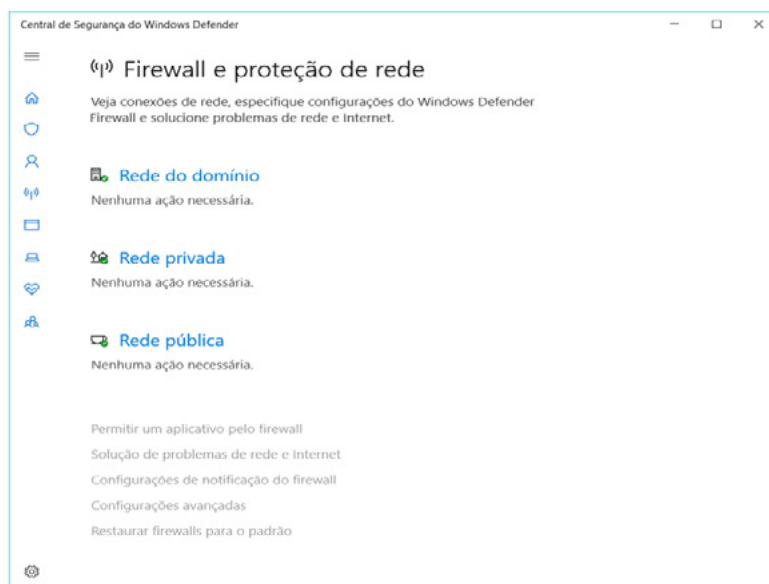 Central de Segurança do Windows Defender
Firewall e proteção de rede
Veja conexões de rede, especifique configurações do Windows Defender
Firewall e solucione problemas de rede e Internet.
Rede do domínio
Nenhuma ação necessária.
Rede privada
Nenhuma ação necessária.
Rede pública
Nenhuma ação necessária.
Permitir um aplicativo pelo firewall
Solução de problemas de rede e Internet
Configurações de notificação do firewall
Configurações avançadas
Restaurar firewalls para o padrão